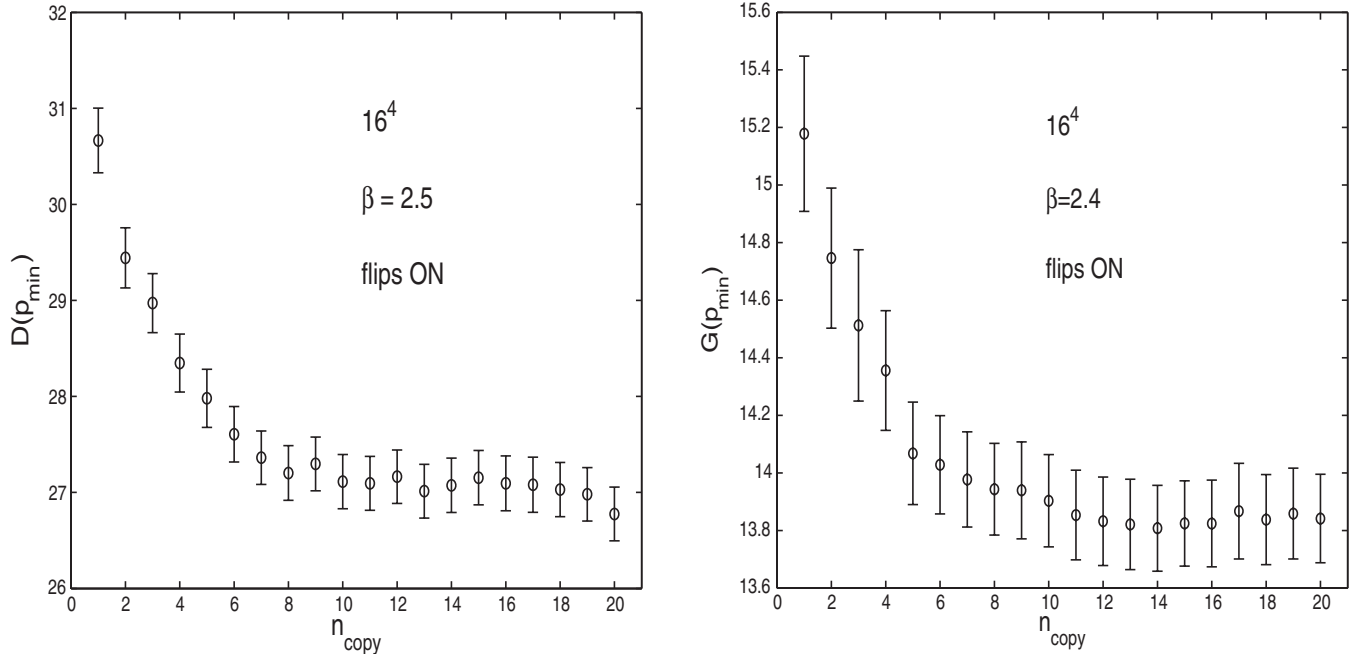 32
31
30
29
28
27
26
D(p_min)
16^4
β = 2.5
flips ON
0 2 4 6 8 10 12 14 16 18 20
n_copy
15.6
15.4
15.2
15
14.8
14.6
14.4
14.2
14
13.8
13.6
G(p_min)
16^4
β=2.4
flips ON
0 2 4 6 8 10 12 14 16 18 20
n_copy